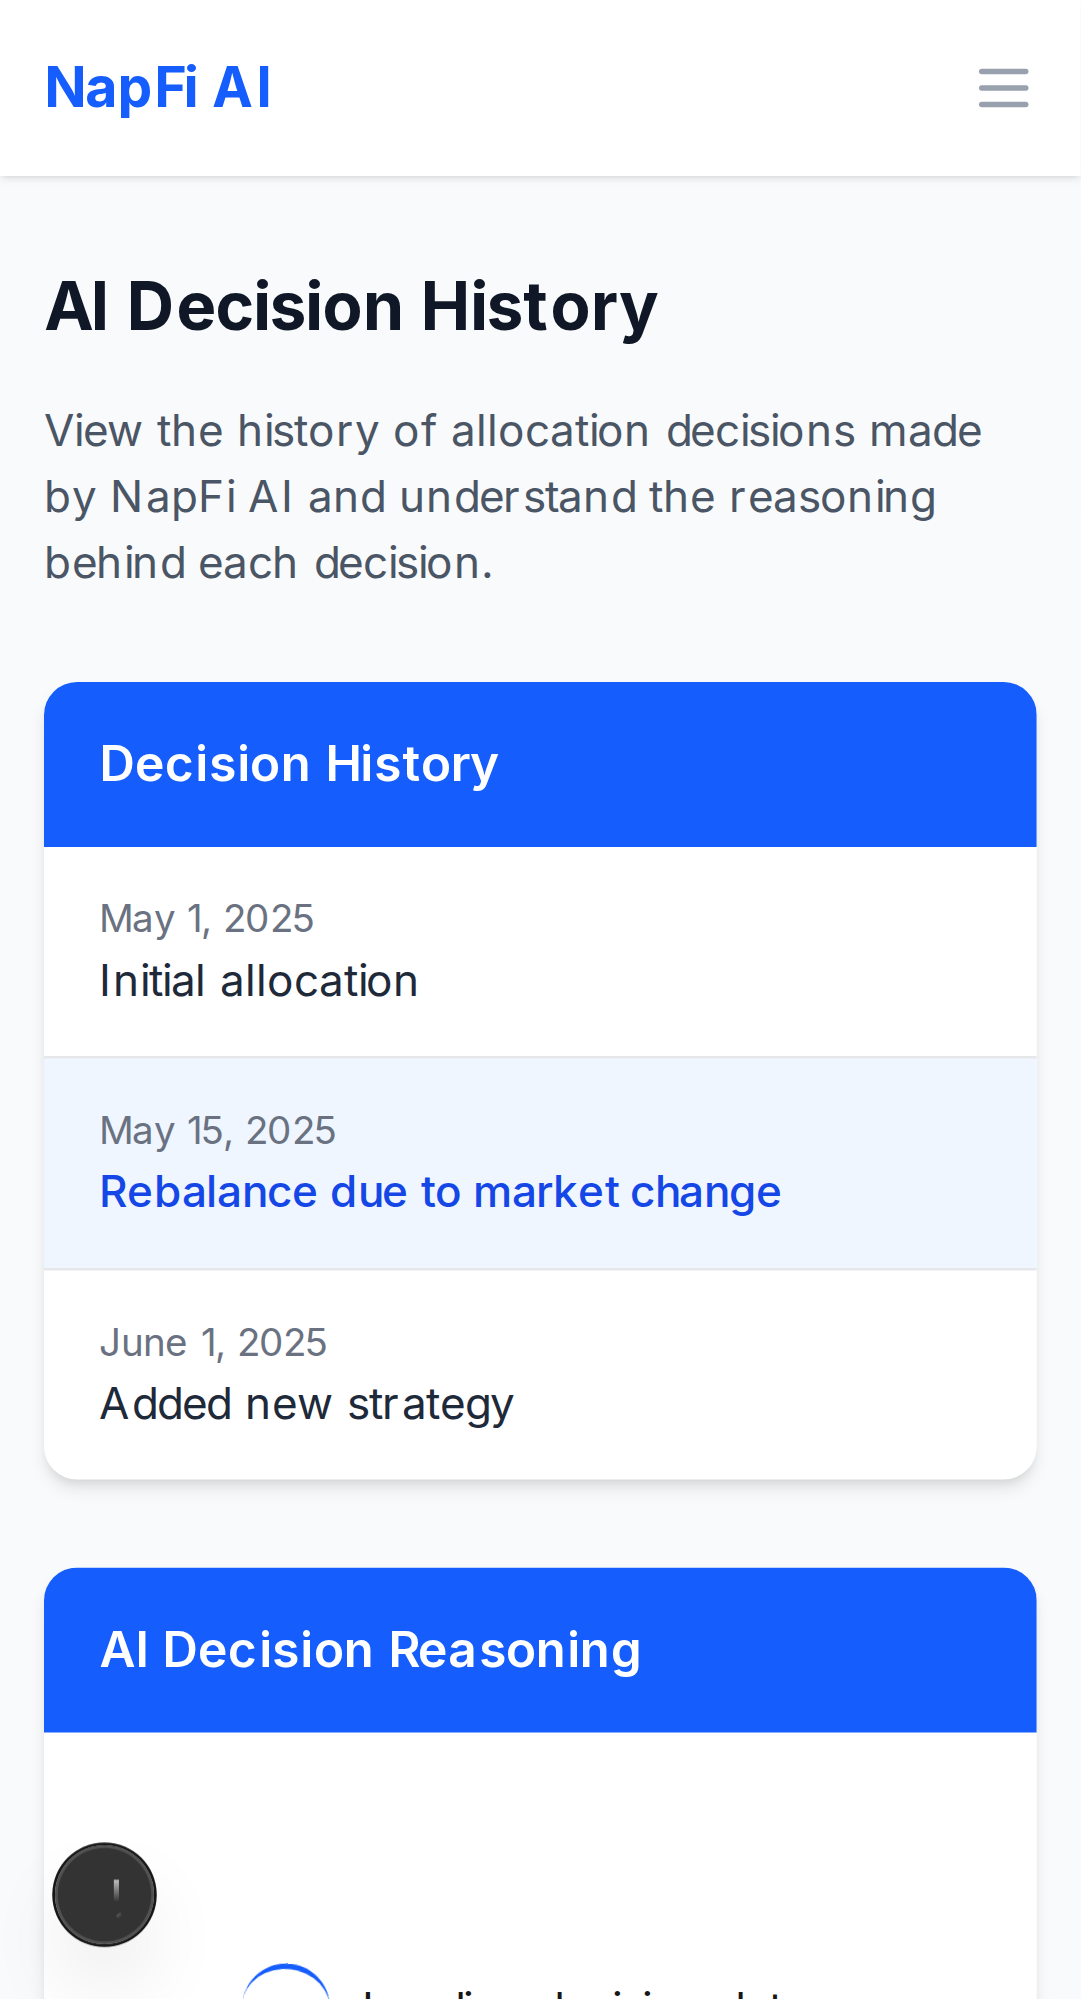 NapFi AI
AI Decision History
View the history of allocation decisions made
by NapFi AI and understand the reasoning
behind each decision.
Decision History
May 1, 2025
Initial allocation
May 15, 2025
Rebalance due to market change
June 1, 2025
Added new strategy
AI Decision Reasoning